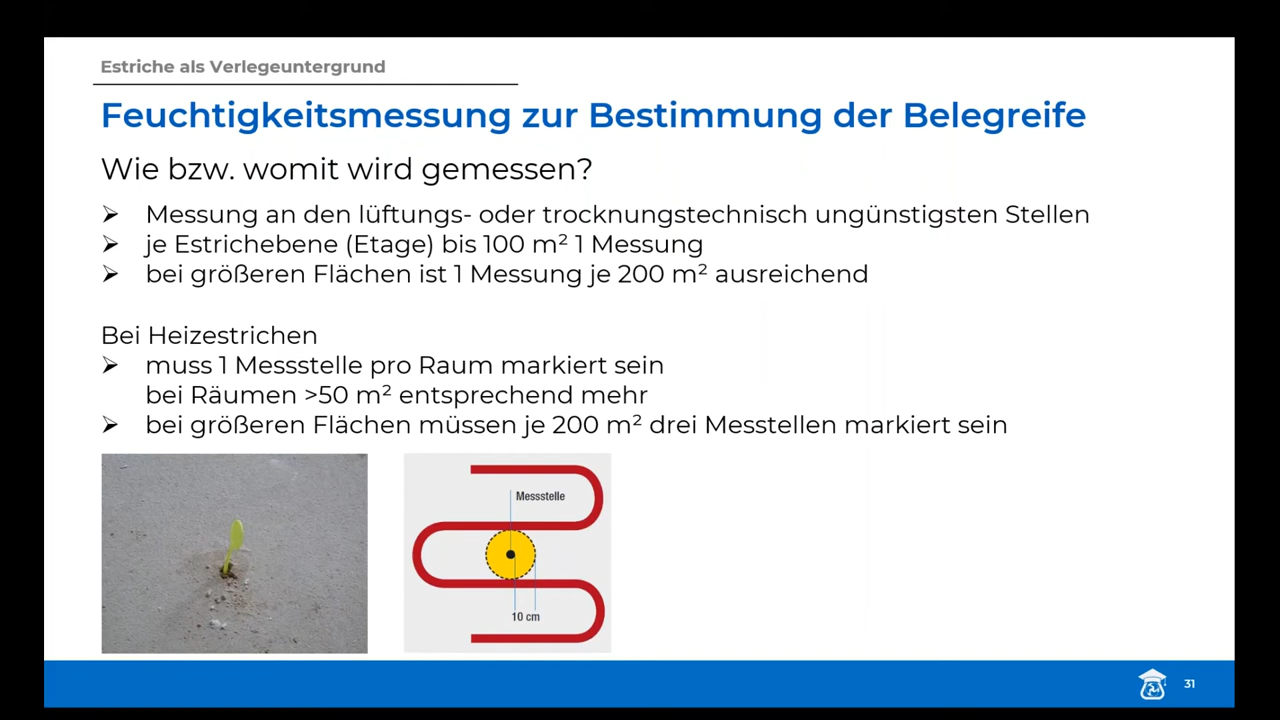 Estriche als Verlegeuntergrund
Feuchtigkeitsmessung zur Bestimmung der Belegreife
Wie bzw. womit wird gemessen?
➢ Messung an den lüftungs- oder trocknungstechnisch ungünstigsten Stellen
➢ je Estrichebene (Etage) bis 100 m² 1 Messung
➢ bei größeren Flächen ist 1 Messung je 200 m² ausreichend
Bei Heizestrichen
➢ muss 1 Messstelle pro Raum markiert sein
bei Räumen >50 m² entsprechend mehr
➢ bei größeren Flächen müssen je 200 m² drei Messtellen markiert sein
Messstelle
10 cm
31